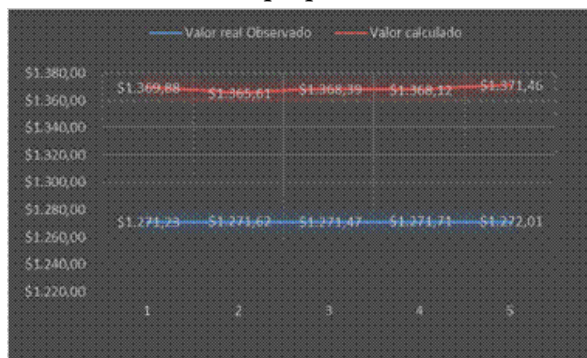 Valor real Observado Valor calculado
$1.380,00
$1.369,88 $1.365,61 $1.368,39 $1.368,12 $1.371,46
$1.360,00
$1.340,00
$1.320,00
$1.300,00
$1.280,00
$1.271,23 $1.271,62 $1.271,47 $1.271,71 $1.272,01
$1.260,00
$1.240,00
$1.220,00
1 2 3 4 5